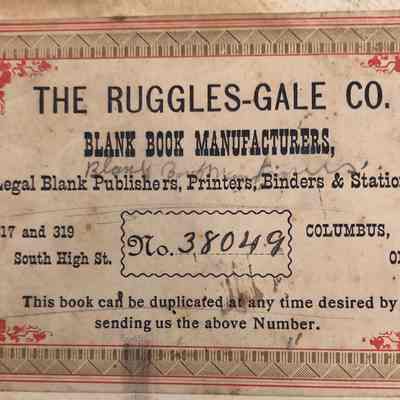 THE RUGGLES-GALE CO.
BLANK BOOK MANUFACTURERS,
Legal Blank Publishers, Printers, Binders & Station
17 and 319
South High St.
No. 38049
COLUMBUS,
This book can be duplicated at any time desired by
sending us the above Number.